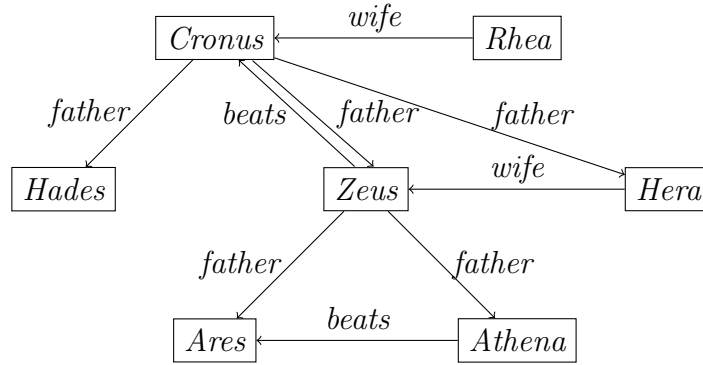 wife
Cronus Rhea
father beats father father
wife
Hades Zeus Hera
father father
beats
Ares Athena